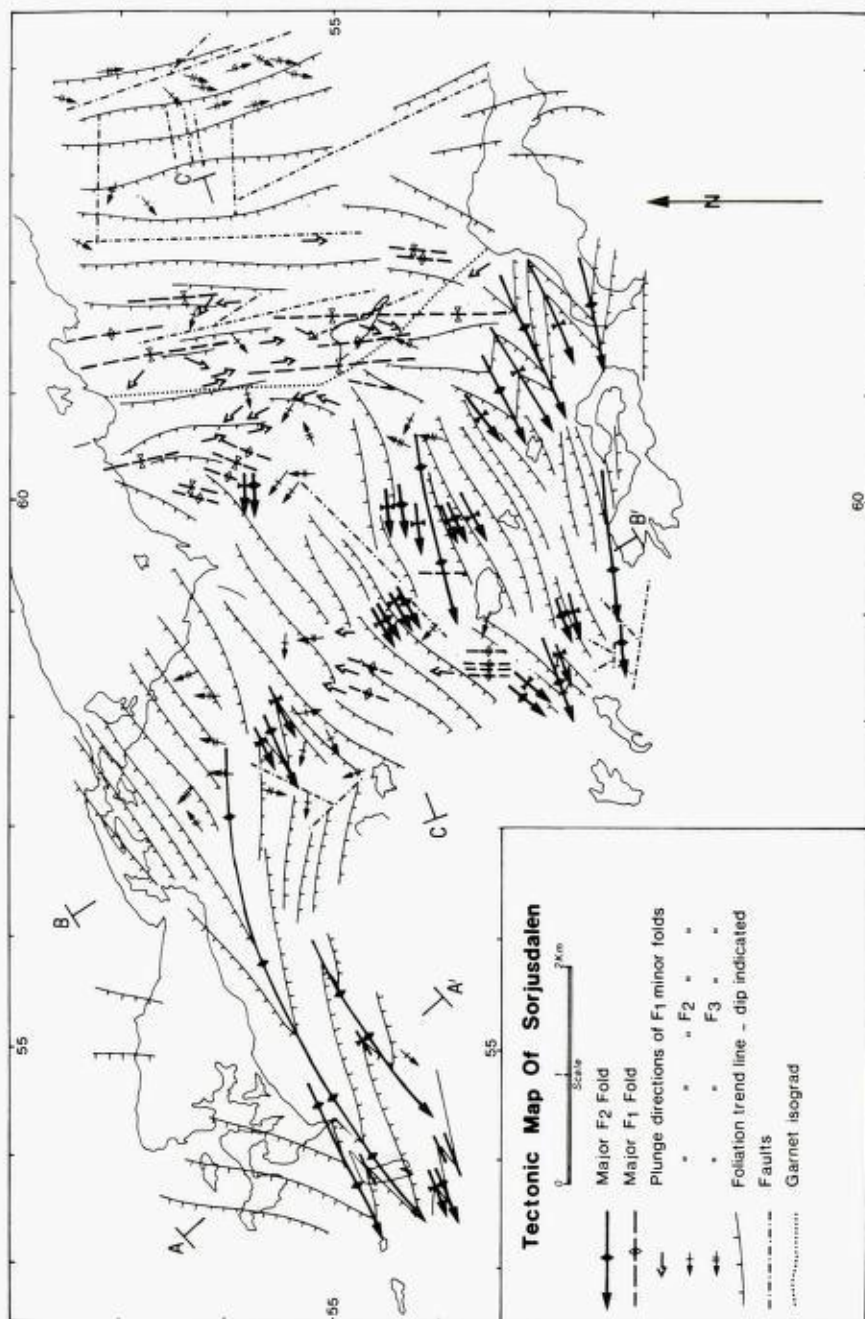 Tectonic Map Of Sorjusdalen
0 1 2Km
Scale
Major F2 Fold
Major F1 Fold
Plunge directions of F1 minor folds
" " " F2 " "
" " " F3 " "
Foliation trend line - dip indicated
Faults
Garnet isograd
A
B
C
C
A'
B'
N
55
60
55
55
55
60